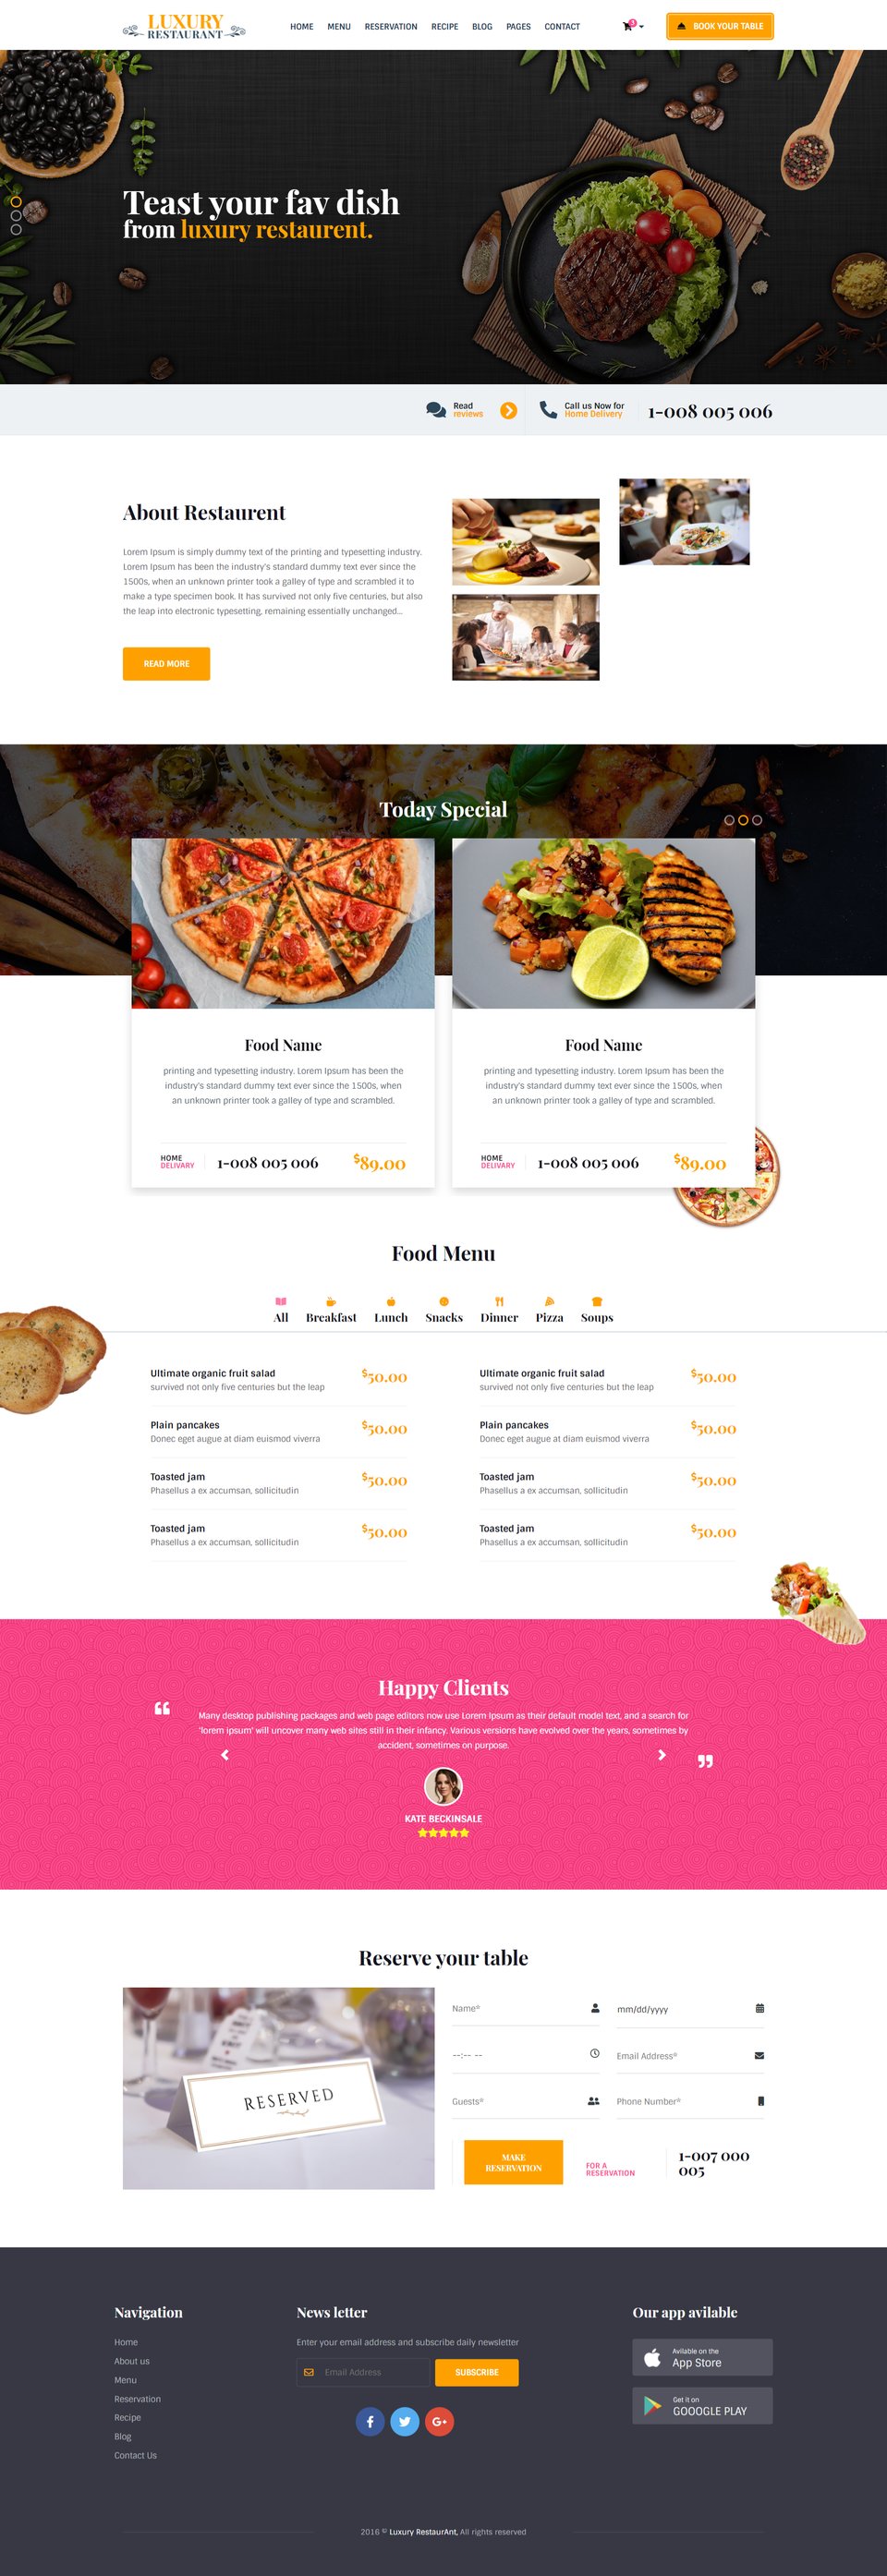 LUXURY
RESTAURANT
HOME MENU RESERVATION RECIPE BLOG PAGES CONTACT
3
BOOK YOUR TABLE
Teast your fav dish
from luxury restaurent.
Read
reviews
Call us Now for
Home Delivery
1-008 005 006
About Restaurent
Lorem Ipsum is simply dummy text of the printing and typesetting industry.
Lorem Ipsum has been the industry's standard dummy text ever since the
1500s, when an unknown printer took a galley of type and scrambled it to
make a type specimen book. It has survived not only five centuries, but also
the leap into electronic typesetting, remaining essentially unchanged...
READ MORE
Today Special
Food Name
printing and typesetting industry. Lorem Ipsum has been the
industry's standard dummy text ever since the 1500s, when
an unknown printer took a galley of type and scrambled.
HOME
DELIVARY
1-008 005 006
$89.00
Food Name
printing and typesetting industry. Lorem Ipsum has been the
industry's standard dummy text ever since the 1500s, when
an unknown printer took a galley of type and scrambled.
HOME
DELIVARY
1-008 005 006
$89.00
Food Menu
All Breakfast Lunch Snacks Dinner Pizza Soups
Ultimate organic fruit salad
survived not only five centuries but the leap
$50.00
Plain pancakes
Donec eget augue at diam euismod viverra
$50.00
Toasted jam
Phasellus a ex accumsan, sollicitudin
$50.00
Toasted jam
Phasellus a ex accumsan, sollicitudin
$50.00
Ultimate organic fruit salad
survived not only five centuries but the leap
$50.00
Plain pancakes
Donec eget augue at diam euismod viverra
$50.00
Toasted jam
Phasellus a ex accumsan, sollicitudin
$50.00
Toasted jam
Phasellus a ex accumsan, sollicitudin
$50.00
Happy Clients
Many desktop publishing packages and web page editors now use Lorem Ipsum as their default model text, and a search for
'lorem ipsum' will uncover many web sites still in their infancy. Various versions have evolved over the years, sometimes by
accident, sometimes on purpose.
KATE BECKINSALE
Reserve your table
RESERVED
Name*
mm/dd/yyyy
--:-- --
Email Address*
Guests*
Phone Number*
MAKE
RESERVATION
FOR A
RESERVATION
1-007 000
005
Navigation
Home
About us
Menu
Reservation
Recipe
Blog
Contact Us
News letter
Enter your email address and subscribe daily newsletter
Email Address
SUBSCRIBE
Our app avilable
Avilable on the
App Store
Get it on
GOOOGLE PLAY
2016 © Luxury RestaurAnt, All rights reserved